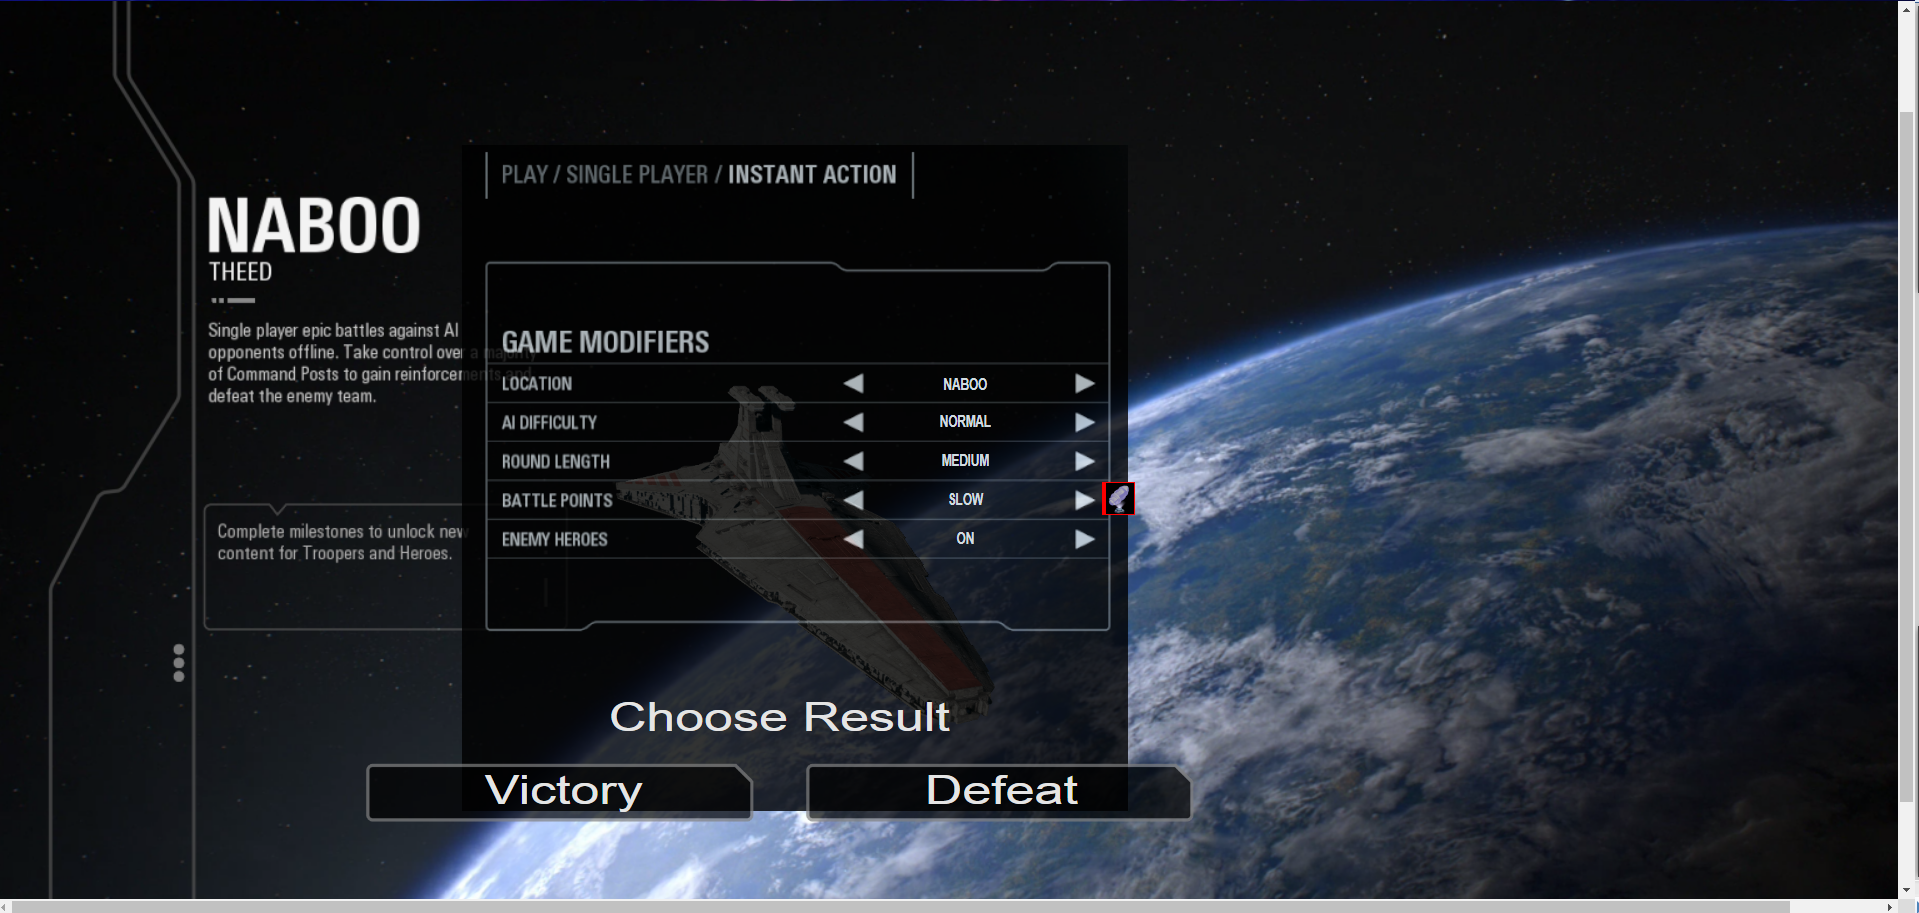 PLAY / SINGLE PLAYER / INSTANT ACTION
NABOO
THEED
Single player epic battles against AI
opponents offline. Take control over a majority
of Command Posts to gain reinforcements and
defeat the enemy team.
Complete milestones to unlock new
content for Troopers and Heroes.
GAME MODIFIERS
LOCATION NABOO
AI DIFFICULTY NORMAL
ROUND LENGTH MEDIUM
BATTLE POINTS SLOW
ENEMY HEROES ON
Choose Result
Victory Defeat